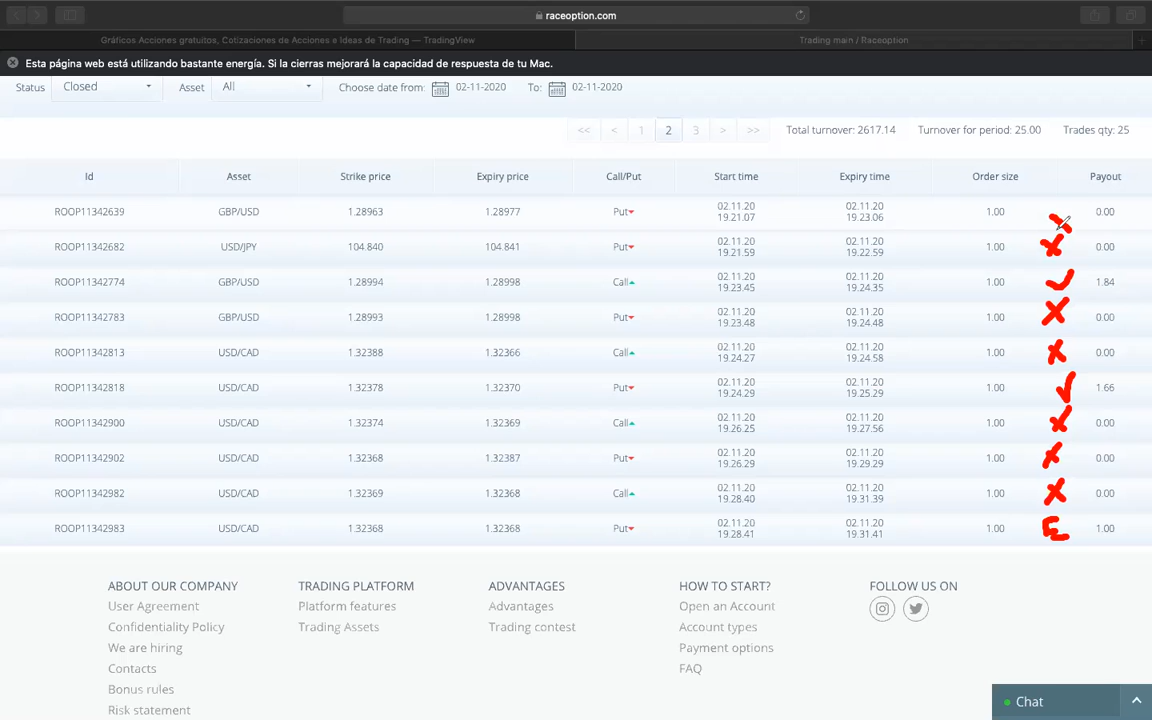 raceoption.com
Gráficos Acciones gratuitos, Cotizaciones de Acciones e Ideas de Trading — TradingView
Trading main / Raceoption
Esta página web está utilizando bastante energía. Si la cierras mejorará la capacidad de respuesta de tu Mac.
Status Closed Asset All Choose date from: 02-11-2020 To: 02-11-2020
<< < 1 2 3 > >> Total turnover: 2617.14 Turnover for period: 25.00 Trades qty: 25
Id Asset Strike price Expiry price Call/Put Start time Expiry time Order size Payout
ROOP11342639 GBP/USD 1.28963 1.28977 Put 02.11.20 19.21.07 02.11.20 19.23.06 1.00 0.00
ROOP11342682 USD/JPY 104.840 104.841 Put 02.11.20 19.21.59 02.11.20 19.22.59 1.00 0.00
ROOP11342774 GBP/USD 1.28994 1.28998 Call 02.11.20 19.23.45 02.11.20 19.24.35 1.00 1.84
ROOP11342783 GBP/USD 1.28993 1.28998 Put 02.11.20 19.23.48 02.11.20 19.24.48 1.00 0.00
ROOP11342813 USD/CAD 1.32388 1.32366 Call 02.11.20 19.24.27 02.11.20 19.24.58 1.00 0.00
ROOP11342818 USD/CAD 1.32378 1.32370 Put 02.11.20 19.24.29 02.11.20 19.25.29 1.00 1.66
ROOP11342900 USD/CAD 1.32374 1.32369 Call 02.11.20 19.26.25 02.11.20 19.27.56 1.00 0.00
ROOP11342902 USD/CAD 1.32368 1.32387 Put 02.11.20 19.26.29 02.11.20 19.29.29 1.00 0.00
ROOP11342982 USD/CAD 1.32369 1.32368 Call 02.11.20 19.28.40 02.11.20 19.31.39 1.00 0.00
ROOP11342983 USD/CAD 1.32368 1.32368 Put 02.11.20 19.28.41 02.11.20 19.31.41 1.00 E 1.00
ABOUT OUR COMPANY TRADING PLATFORM ADVANTAGES HOW TO START? FOLLOW US ON
User Agreement Platform features Advantages Open an Account
Confidentiality Policy Trading Assets Trading contest Account types
We are hiring Payment options
Contacts FAQ
Bonus rules
Risk statement
Chat